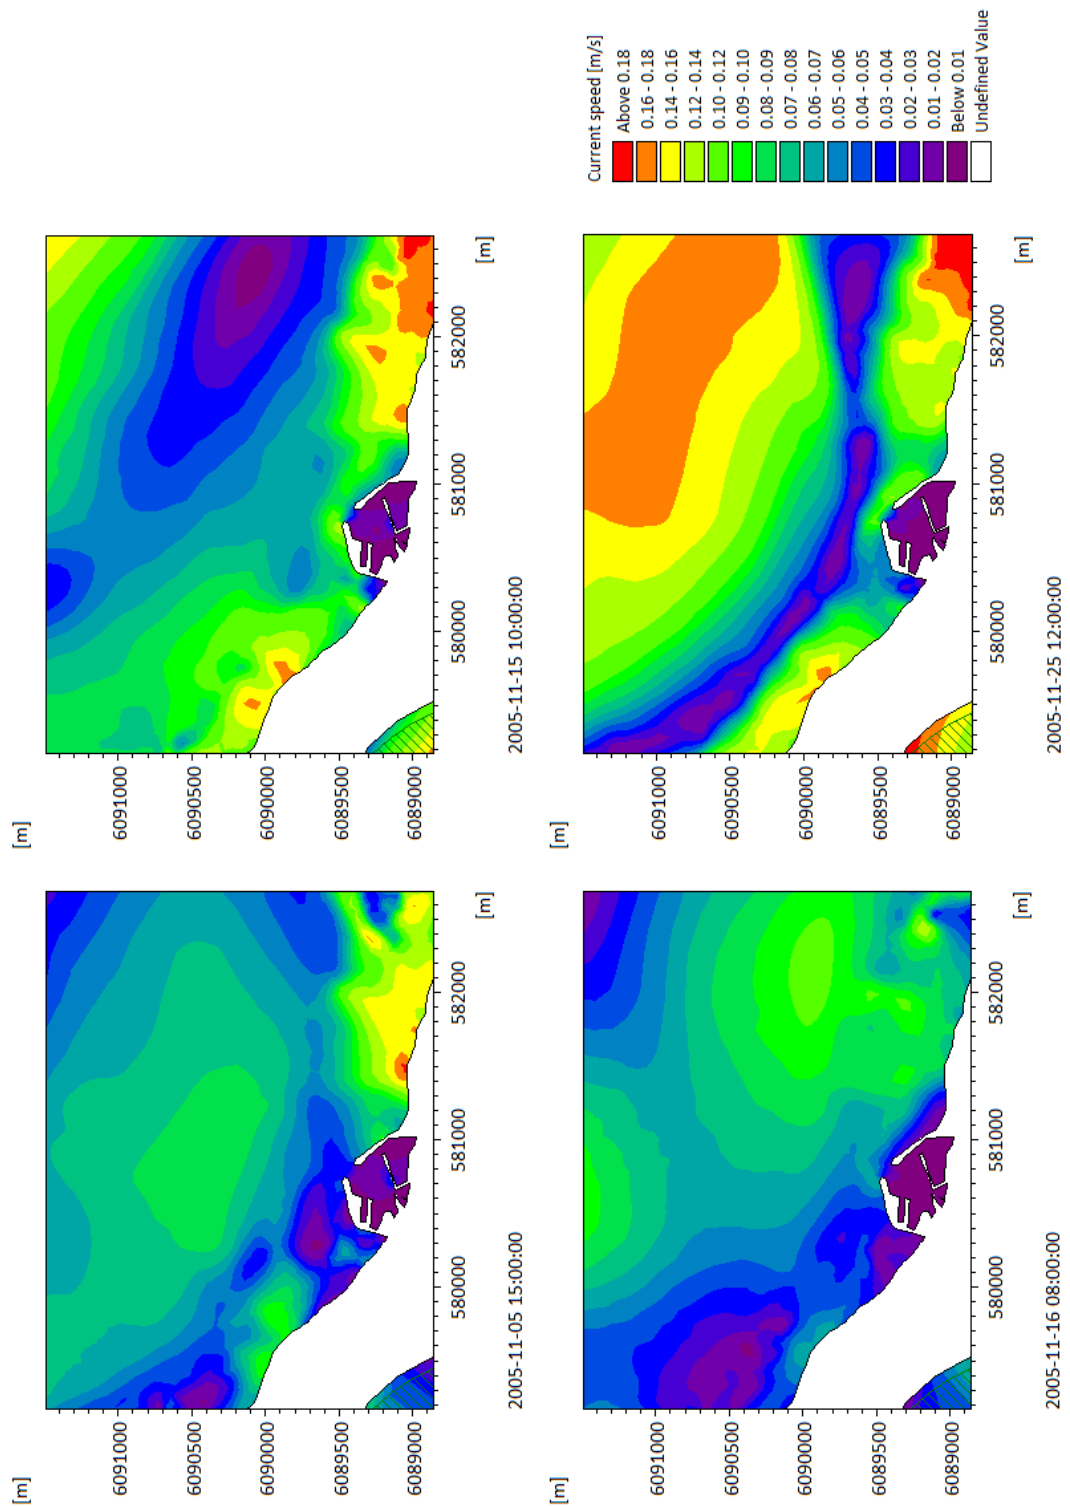 [m]
6091000
6090500
6090000
6089500
6089000
580000
581000
582000
[m]
2005-11-05 15:00:00
[m]
6091000
6090500
6090000
6089500
6089000
580000
581000
582000
[m]
2005-11-15 10:00:00
[m]
6091000
6090500
6090000
6089500
6089000
580000
581000
582000
[m]
2005-11-16 08:00:00
[m]
6091000
6090500
6090000
6089500
6089000
580000
581000
582000
[m]
2005-11-25 12:00:00
Current speed [m/s]
Above 0.18
0.16 - 0.18
0.14 - 0.16
0.12 - 0.14
0.10 - 0.12
0.09 - 0.10
0.08 - 0.09
0.07 - 0.08
0.06 - 0.07
0.05 - 0.06
0.04 - 0.05
0.03 - 0.04
0.02 - 0.03
0.01 - 0.02
Below 0.01
Undefined Value